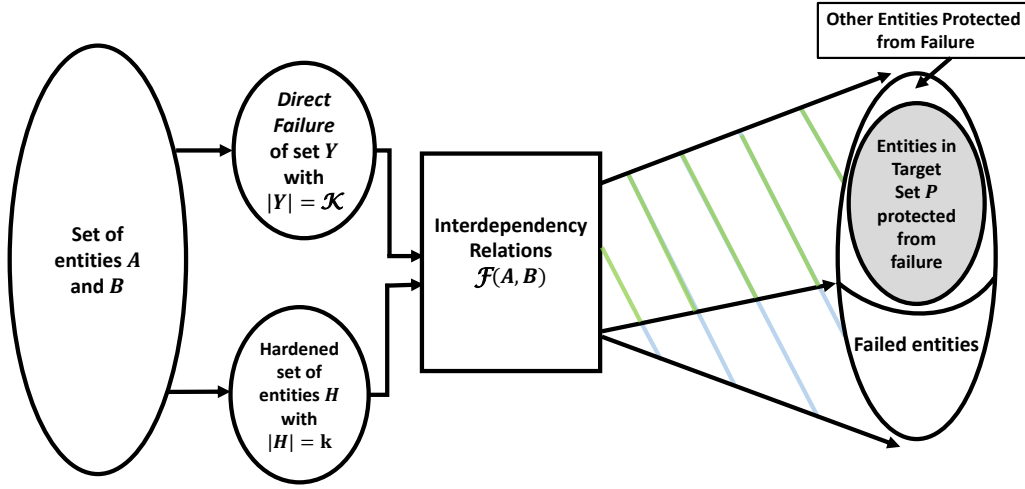 Other Entities Protected
from Failure
Direct
Failure
of set Y
with
|Y| = 𝒦
Set of
entities A
and B
Interdependency
Relations
ℱ(A, B)
Entities in
Target
Set P
protected
from
failure
Hardened
set of
entities H
with
|H| = k
Failed entities